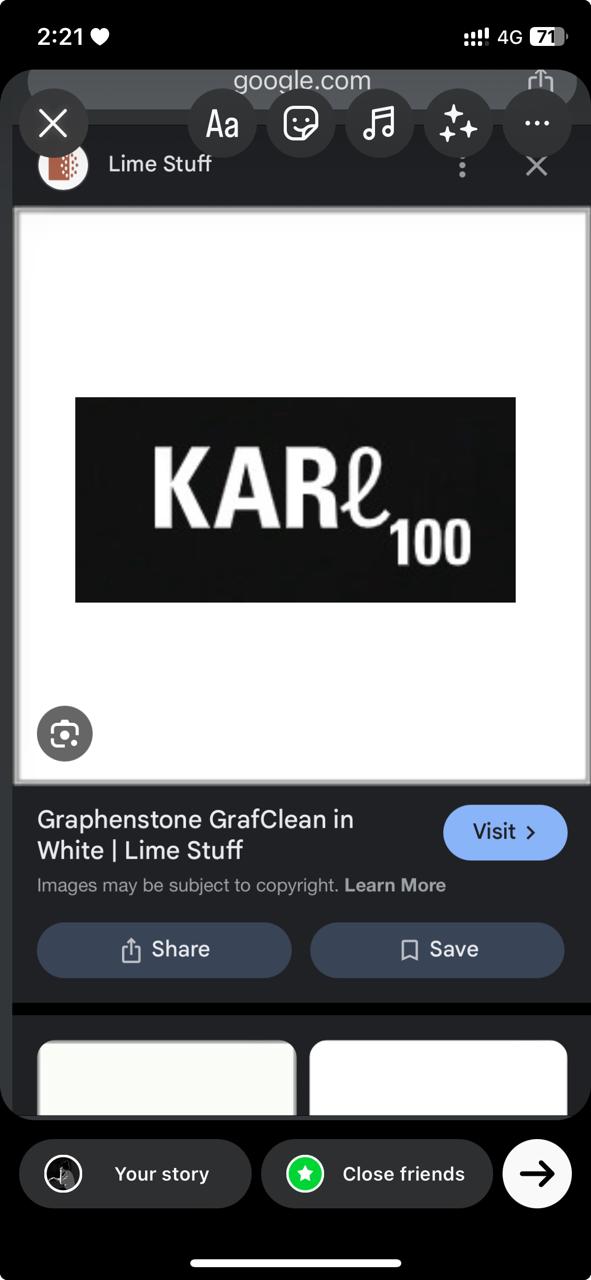 2:21
4G
71
google.com
Aa
Lime Stuff
KARℓ
100
Graphenstone GrafClean in
White | Lime Stuff
Visit
Images may be subject to copyright. Learn More
Share
Save
Your story
Close friends